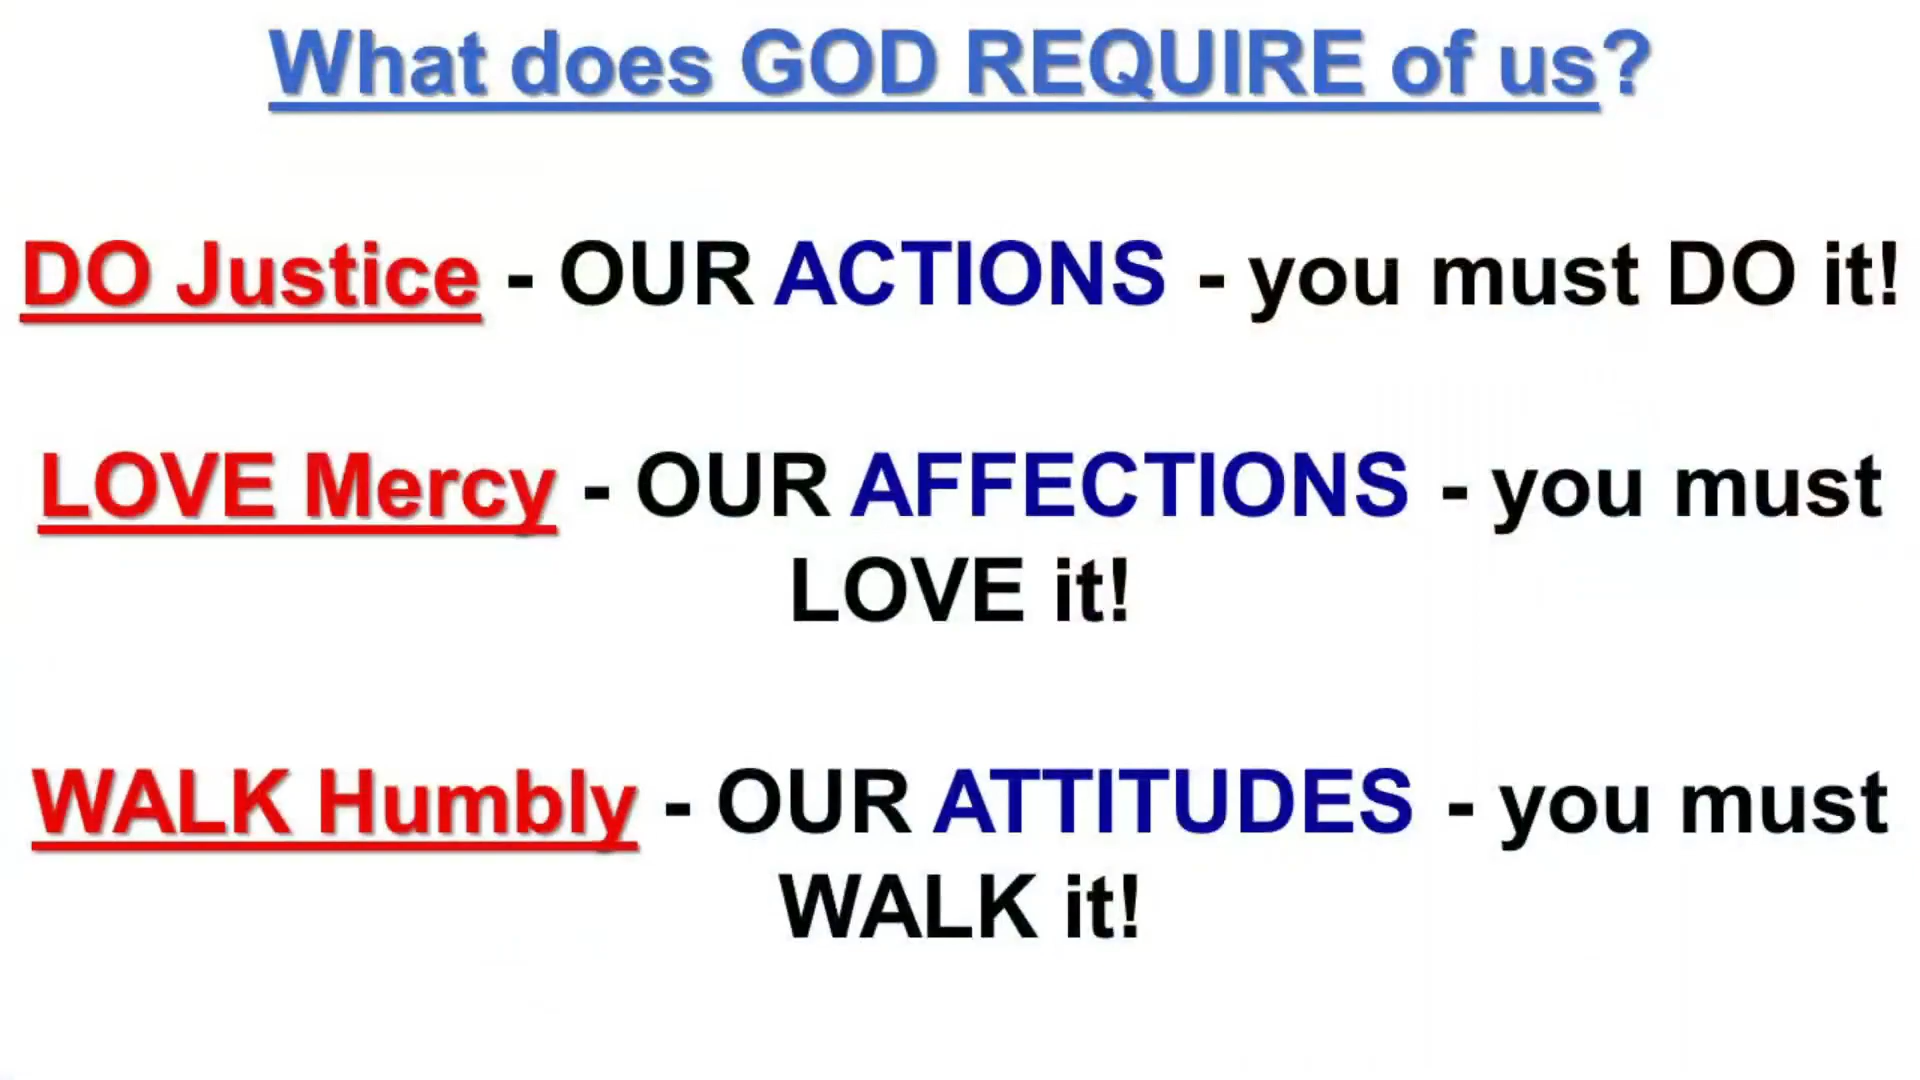 What does GOD REQUIRE of us?
DO Justice - OUR ACTIONS - you must DO it!
LOVE Mercy - OUR AFFECTIONS - you must
LOVE it!
WALK Humbly - OUR ATTITUDES - you must
WALK it!